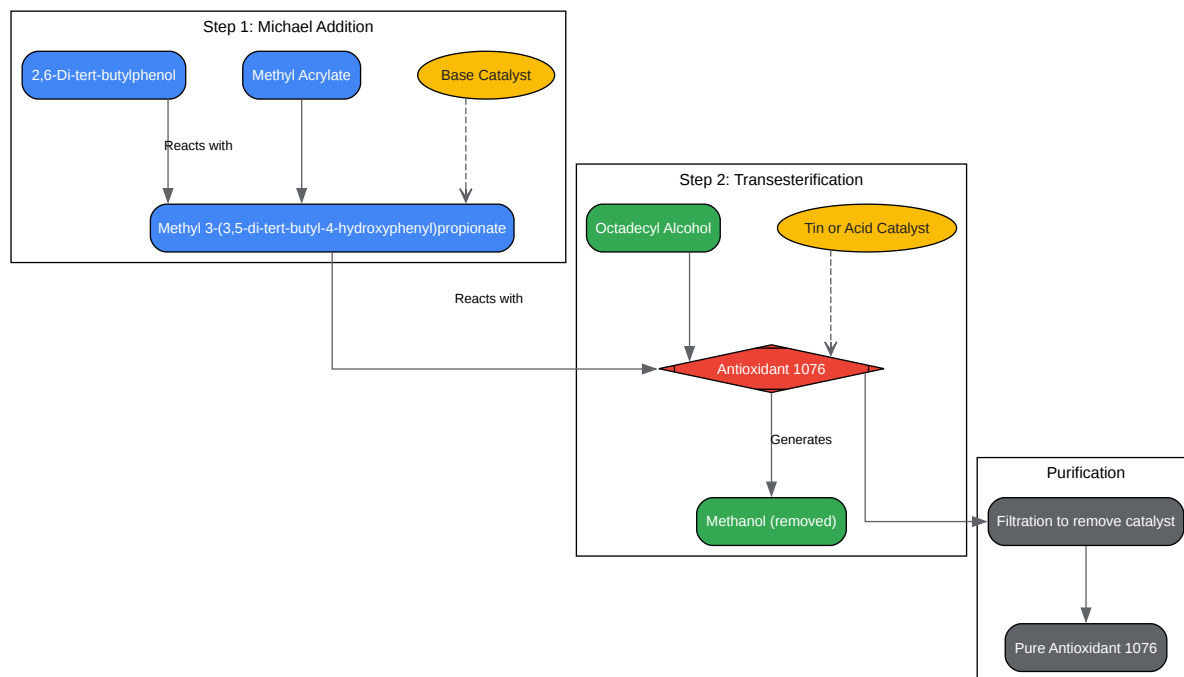 Step 1: Michael Addition
2,6-Di-tert-butylphenol
Methyl Acrylate
Base Catalyst
Reacts with
Methyl 3-(3,5-di-tert-butyl-4-hydroxyphenyl)propionate
Reacts with
Step 2: Transesterification
Octadecyl Alcohol
Tin or Acid Catalyst
Antioxidant 1076
Generates
Methanol (removed)
Purification
Filtration to remove catalyst
Pure Antioxidant 1076